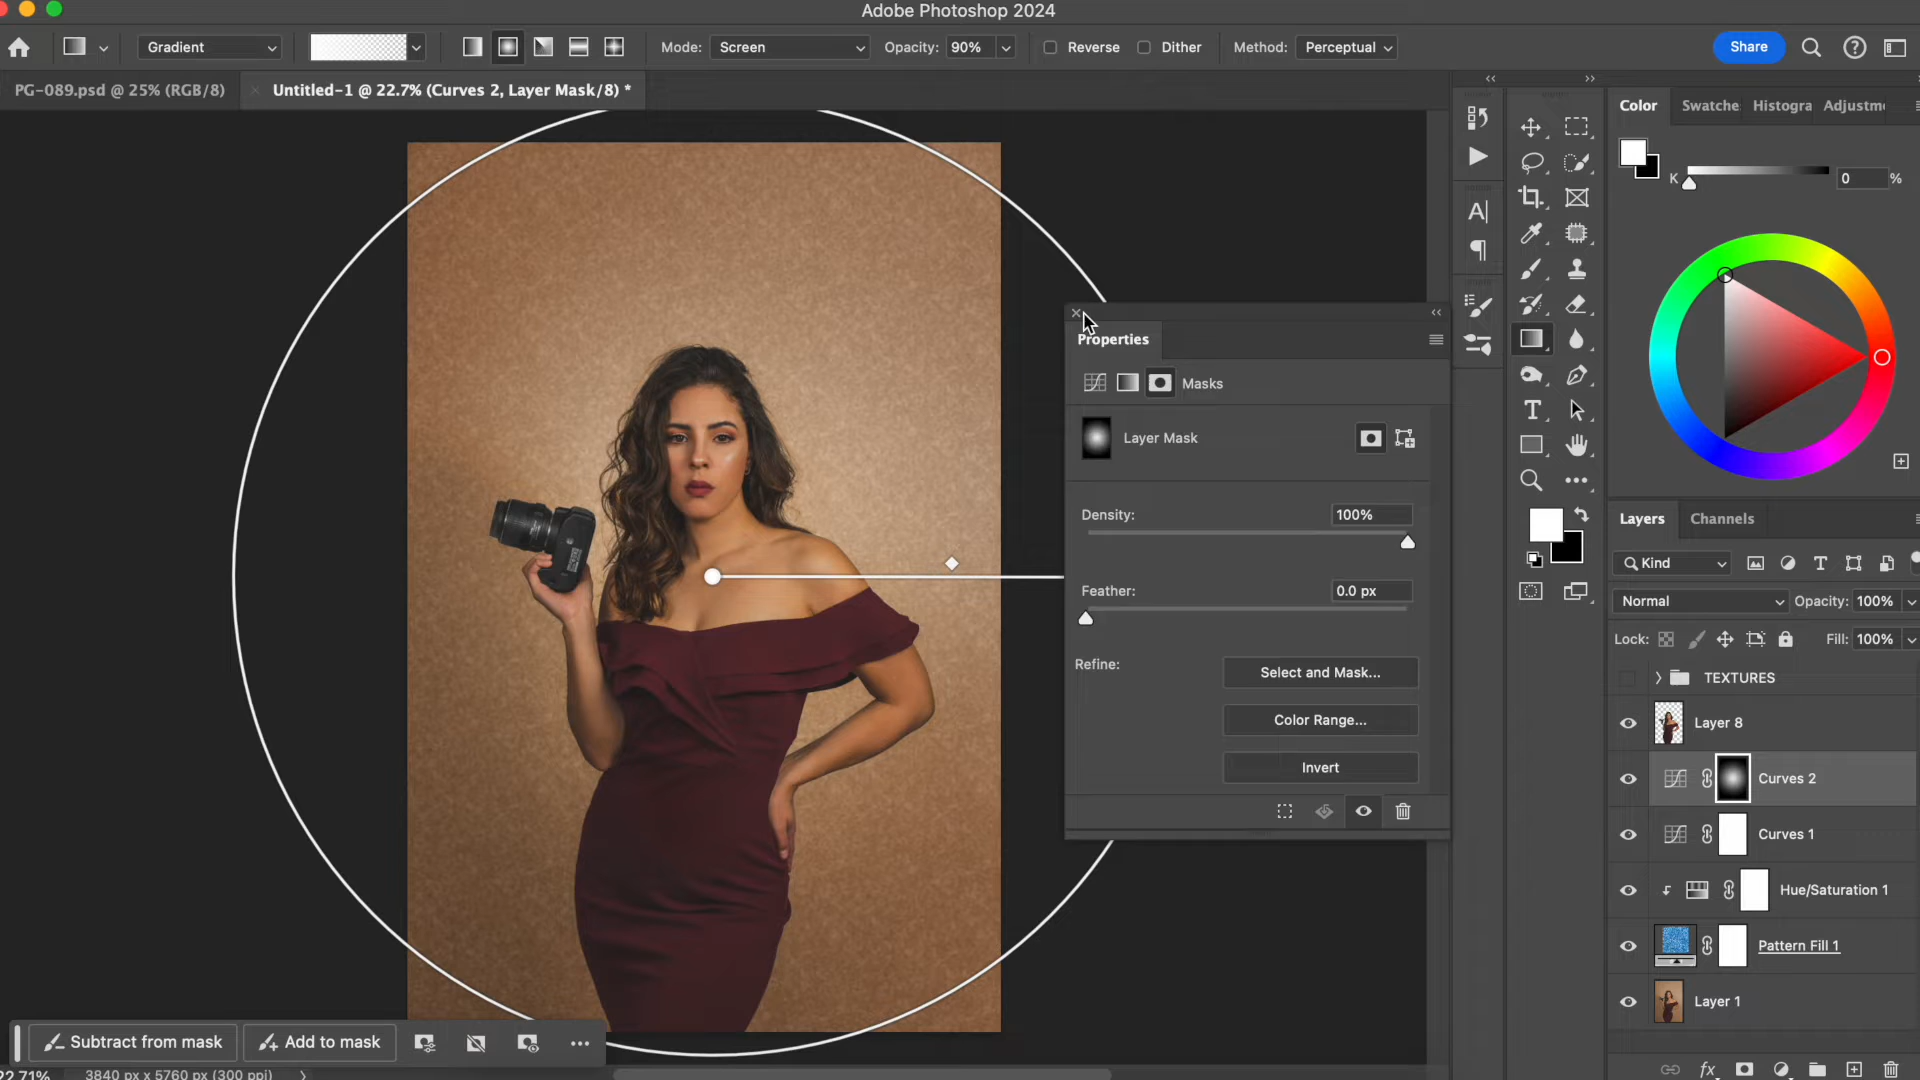 Adobe Photoshop 2024
Gradient
Mode: Screen
Opacity: 90%
Reverse
Dither
Method: Perceptual
Share
PG-089.psd @ 25% (RGB/8)
Untitled-1 @ 22.7% (Curves 2, Layer Mask/8) *
Color
Swatche
Histogra
Adjustm
K
0
%
Properties
Masks
Layer Mask
Density:
100%
Feather:
0.0 px
Refine:
Select and Mask...
Color Range...
Invert
Layers
Channels
Kind
Normal
Opacity: 100%
Lock:
Fill: 100%
TEXTURES
Layer 8
Curves 2
Curves 1
Hue/Saturation 1
Pattern Fill 1
Layer 1
Subtract from mask
Add to mask
22.71%
3840 px x 5760 px (300 ppi)
fx